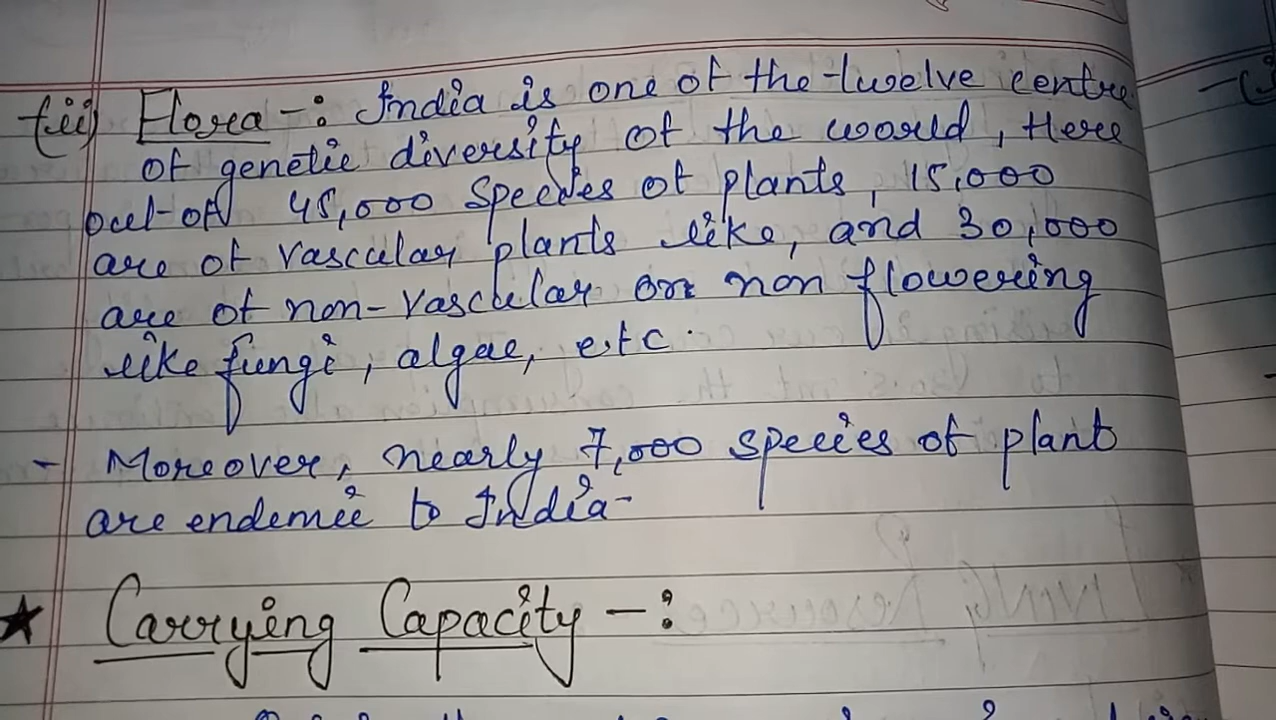 (ii) Flora -: India is one of the twelve centre
of genetic diversity of the world, Here
out of 45,000 Species of plants, 15,000
are of vascular plants like, and 30,000
are of non-vascular or non flowering
like fungi, algae, etc.
- Moreover, nearly 7,000 species of plant
are endemic to India-
★ Carrying Capacity -: